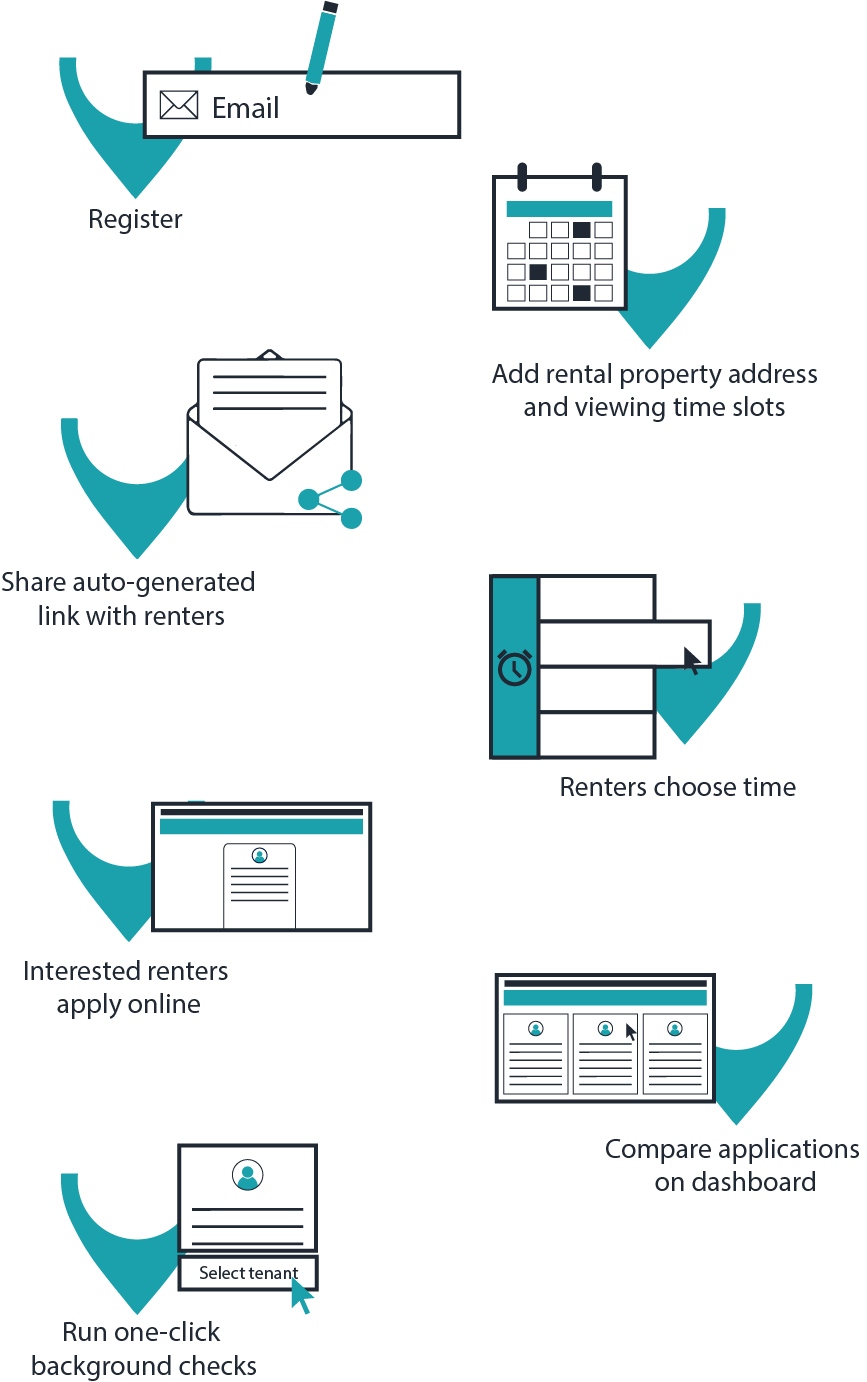 Email
Register
Add rental property address
and viewing time slots
Share auto-generated
link with renters
Renters choose time
Interested renters
apply online
Compare applications
on dashboard
Select tenant
Run one-click
background checks